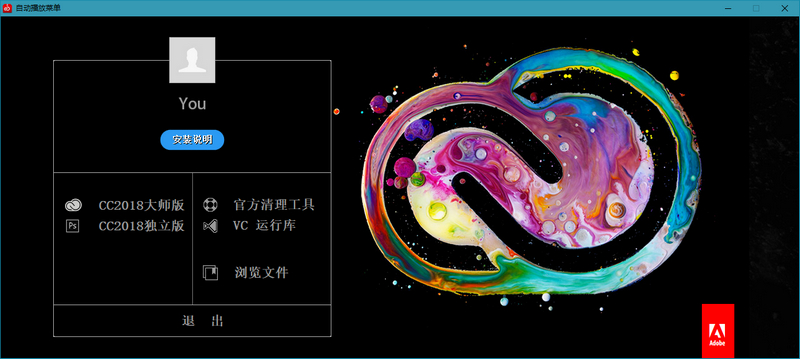 自动播放菜单
You
安装说明
CC2018大师版
官方清理工具
Ps
CC2018独立版
VC 运行库
浏览文件
退 出
Adobe